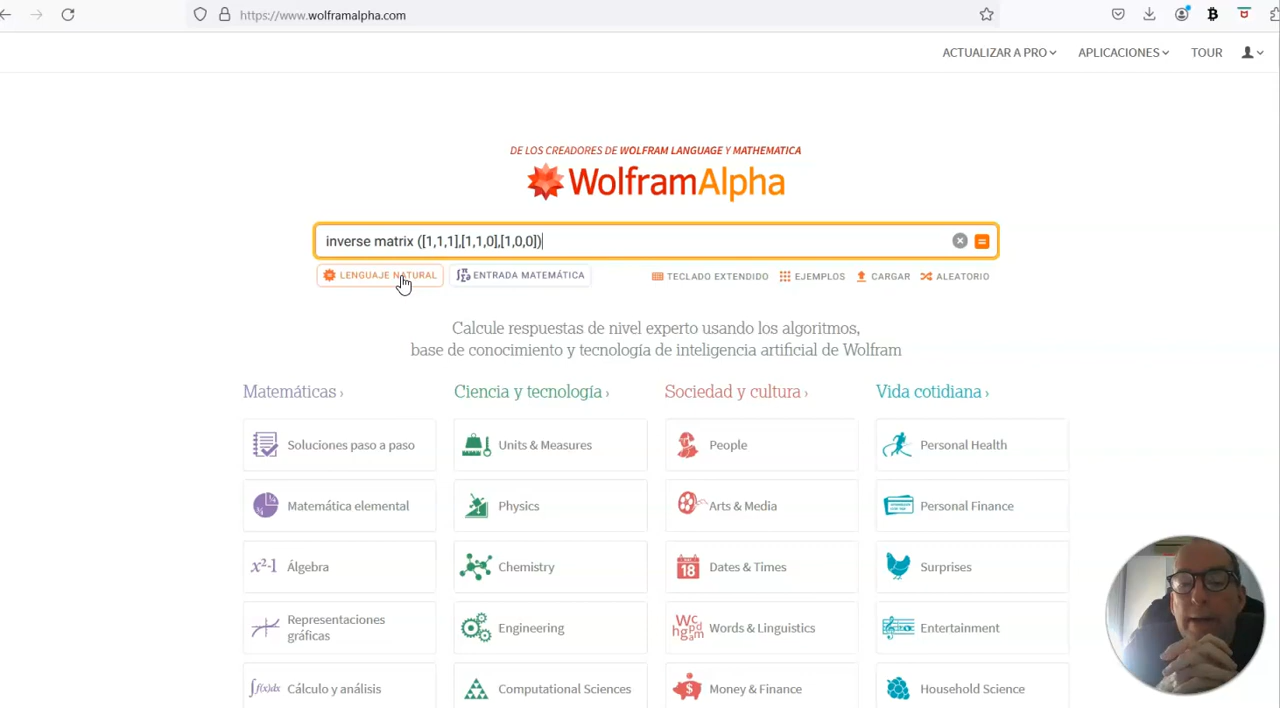 https://www.wolframalpha.com
ACTUALIZAR A PRO APLICACIONES TOUR
DE LOS CREADORES DE WOLFRAM LANGUAGE Y MATHEMATICA
WolframAlpha
inverse matrix ([1,1,1],[1,1,0],[1,0,0])
LENGUAJE NATURAL ENTRADA MATEMÁTICA TECLADO EXTENDIDO EJEMPLOS CARGAR ALEATORIO
Calcule respuestas de nivel experto usando los algoritmos,
base de conocimiento y tecnología de inteligencia artificial de Wolfram
Matemáticas › Ciencia y tecnología › Sociedad y cultura › Vida cotidiana ›
Soluciones paso a paso Units & Measures People Personal Health
Matemática elemental Physics Arts & Media Personal Finance
x²-1 Álgebra Chemistry 18 Dates & Times Surprises
Representaciones
gráficas Engineering Words & Linguistics Entertainment
∫f(x)dx Cálculo y análisis Computational Sciences $ Money & Finance Household Science